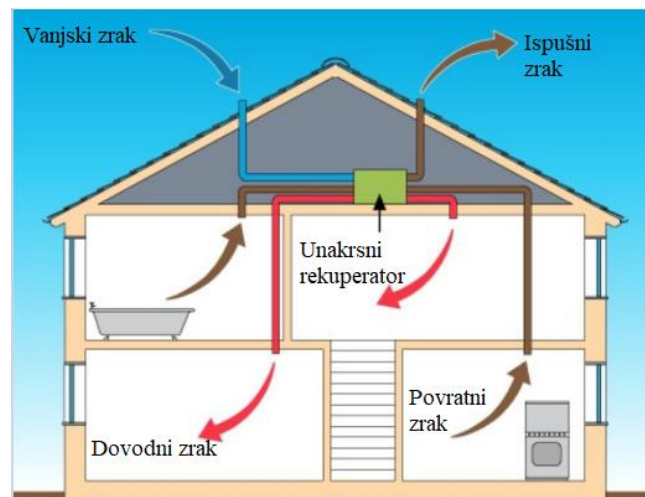 Vanjski zrak
Ispušni
zrak
Unakrsni
rekuperator
Povratni
zrak
Dovodni zrak